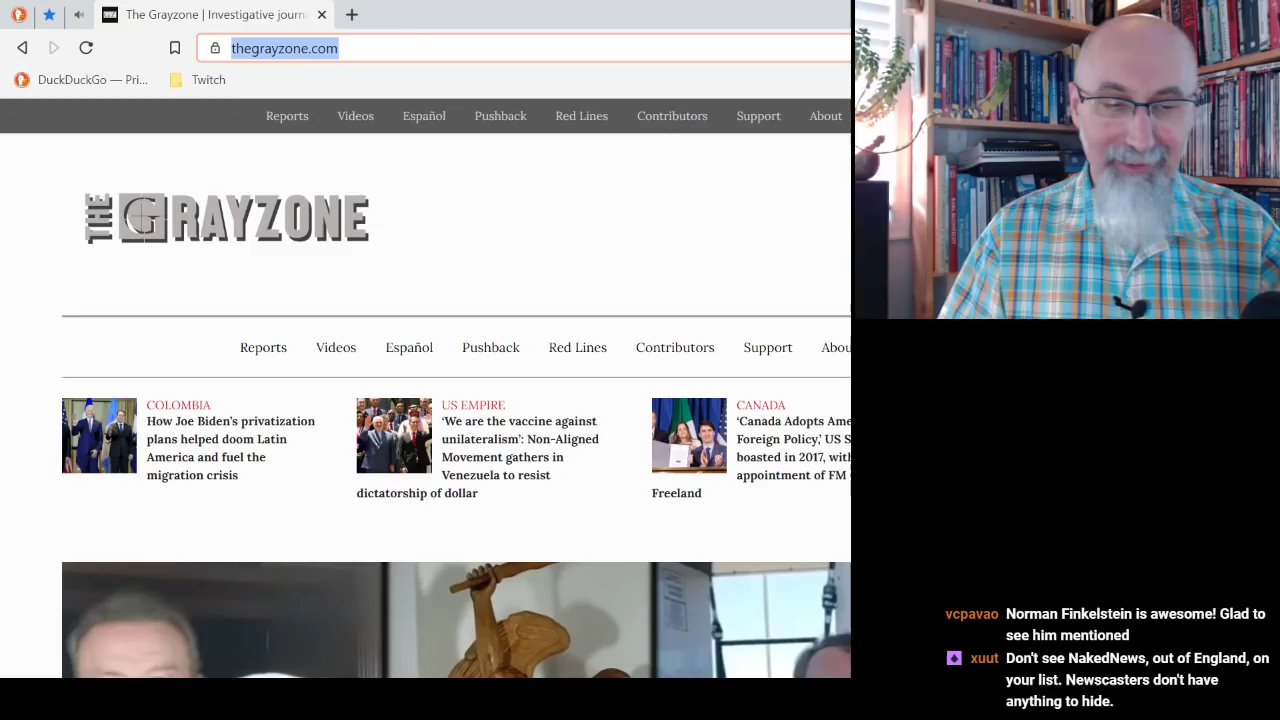 The Grayzone | Investigative journ
thegrayzone.com
DuckDuckGo — Pri... Twitch
Reports Videos Español Pushback Red Lines Contributors Support About
THE GRAYZONE
Reports Videos Español Pushback Red Lines Contributors Support Abou
COLOMBIA
How Joe Biden's privatization
plans helped doom Latin
America and fuel the
migration crisis
US EMPIRE
‘We are the vaccine against
unilateralism’: Non-Aligned
Movement gathers in
Venezuela to resist
dictatorship of dollar
CANADA
‘Canada Adopts Ame
Foreign Policy,’ US S
boasted in 2017, with
appointment of FM
Freeland
vcpavao Norman Finkelstein is awesome! Glad to
see him mentioned
xuut Don't see NakedNews, out of England, on
your list. Newscasters don't have
anything to hide.